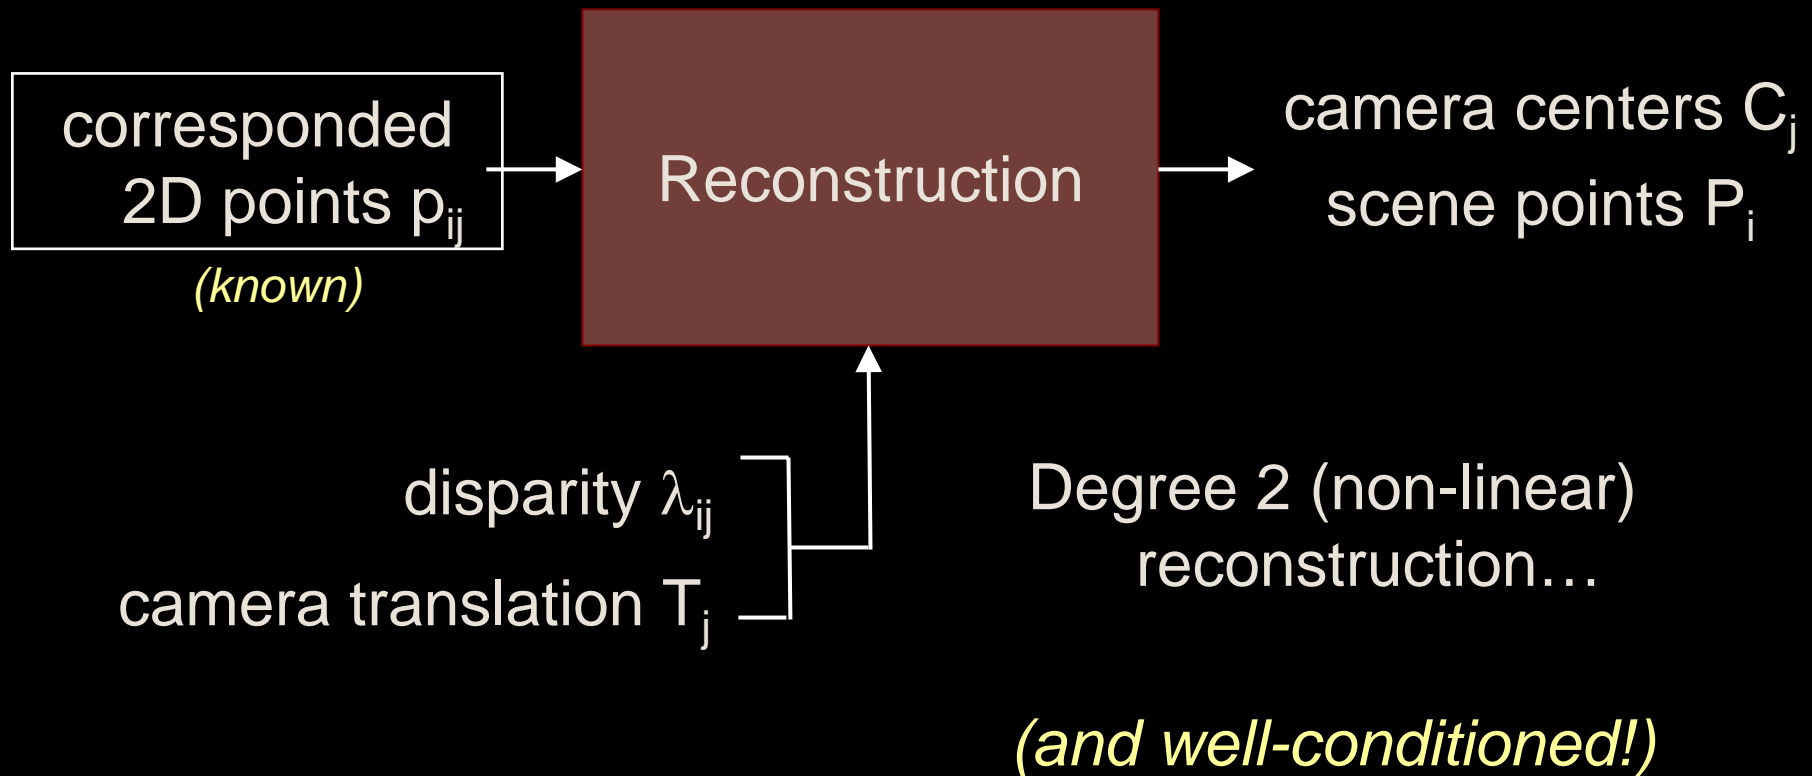 corresponded
2D points pᵢⱼ
(known)
Reconstruction
camera centers Cⱼ
scene points Pᵢ
disparity λᵢⱼ
camera translation Tⱼ
Degree 2 (non-linear)
reconstruction…
(and well-conditioned!)